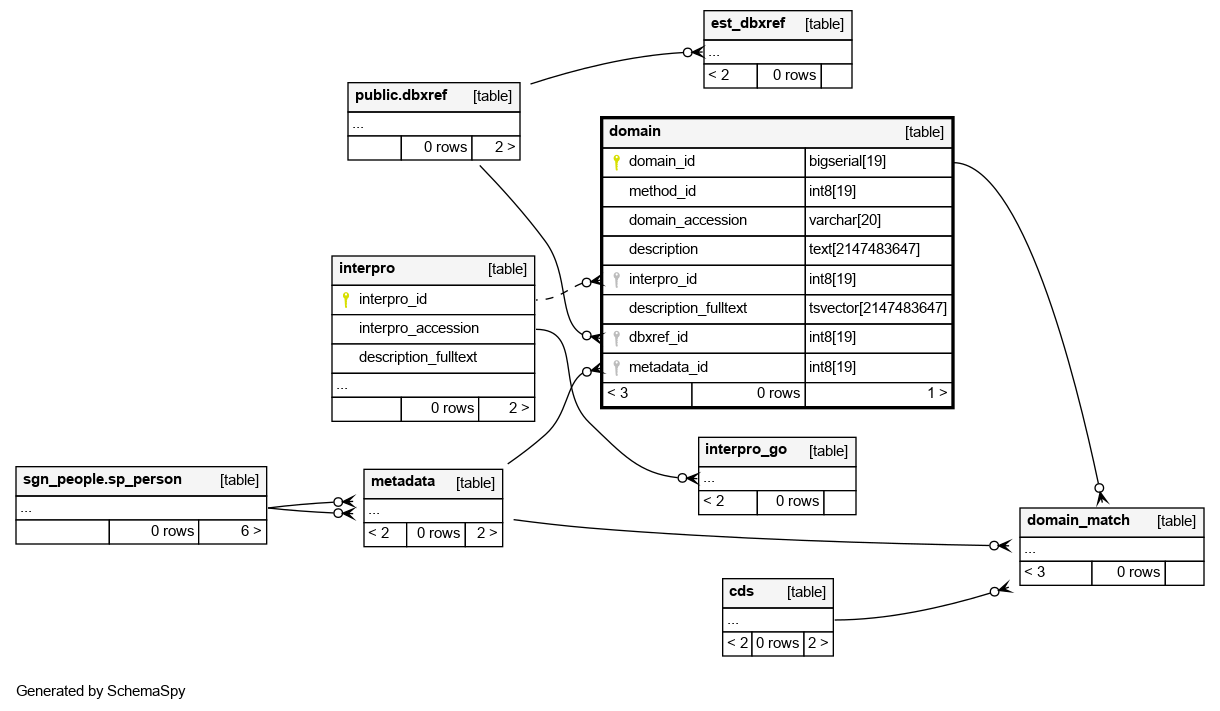 est_dbxref [table]
...
< 2 0 rows
public.dbxref [table]
...
0 rows 2 >
domain [table]
domain_id bigserial[19]
method_id int8[19]
domain_accession varchar[20]
description text[2147483647]
interpro_id int8[19]
description_fulltext tsvector[2147483647]
dbxref_id int8[19]
metadata_id int8[19]
< 3 0 rows 1 >
interpro [table]
interpro_id
interpro_accession
description_fulltext
...
0 rows 2 >
interpro_go [table]
...
< 2 0 rows
sgn_people.sp_person [table]
...
0 rows 6 >
metadata [table]
...
< 2 0 rows 2 >
domain_match [table]
...
< 3 0 rows
cds [table]
...
< 2 0 rows 2 >
Generated by SchemaSpy